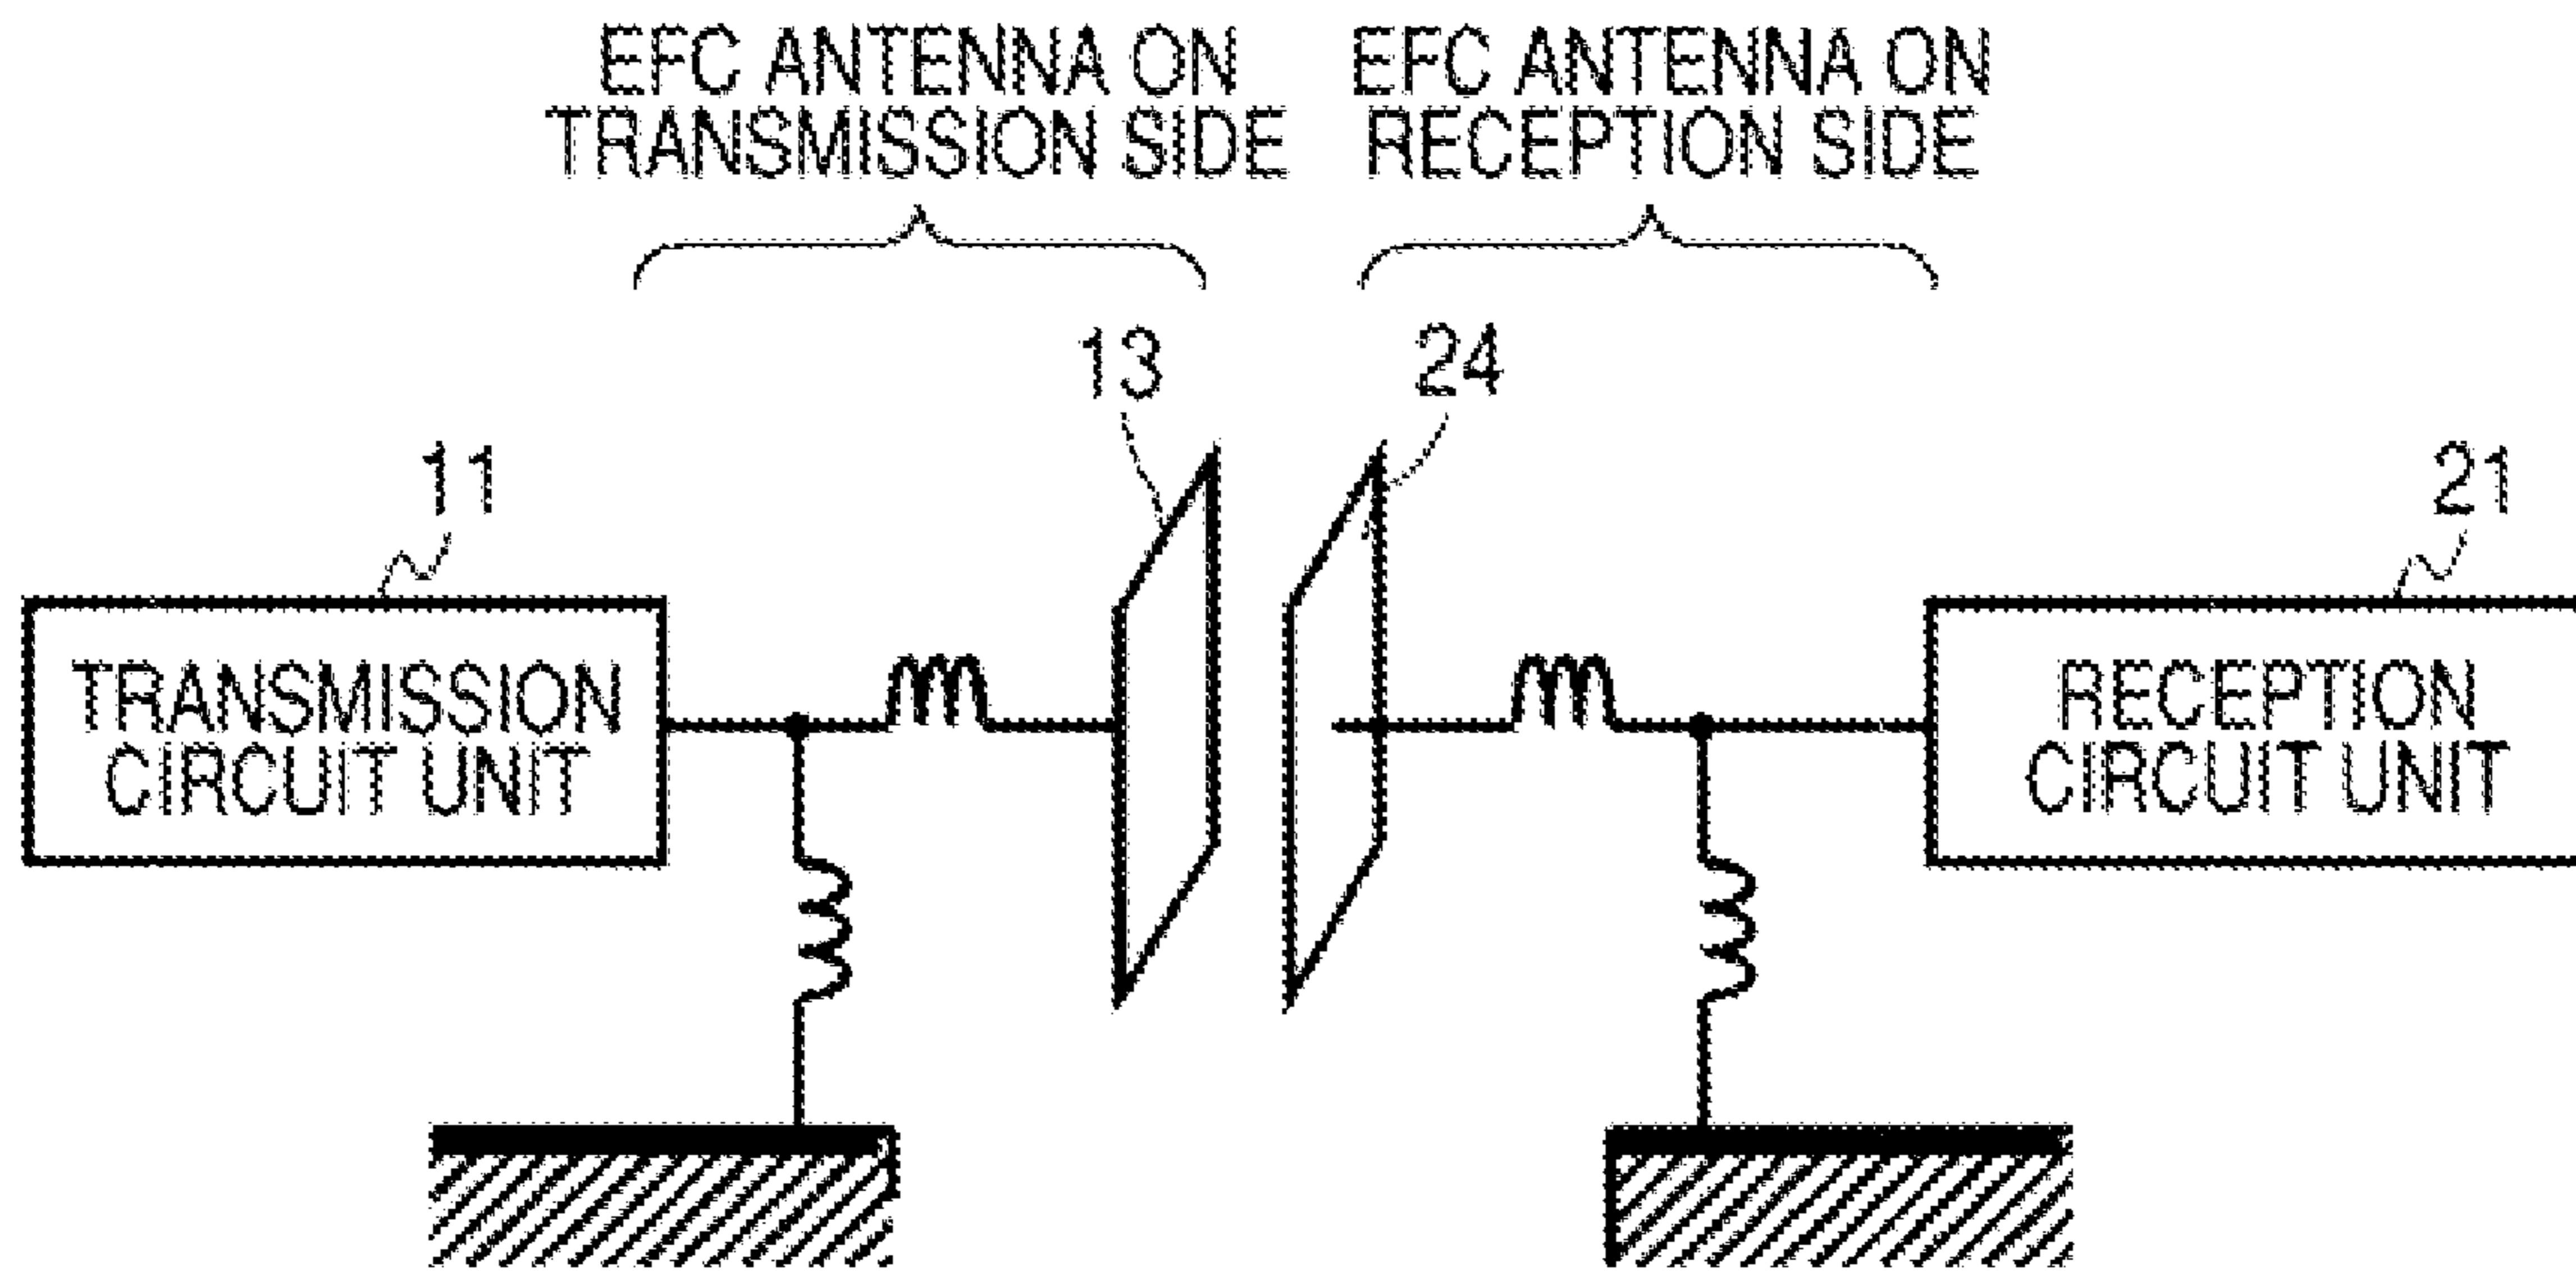 EFC ANTENNA ON
TRANSMISSION SIDE
EFC ANTENNA ON
RECEPTION SIDE
13
24
11
21
TRANSMISSION
CIRCUIT UNIT
RECEPTION
CIRCUIT UNIT